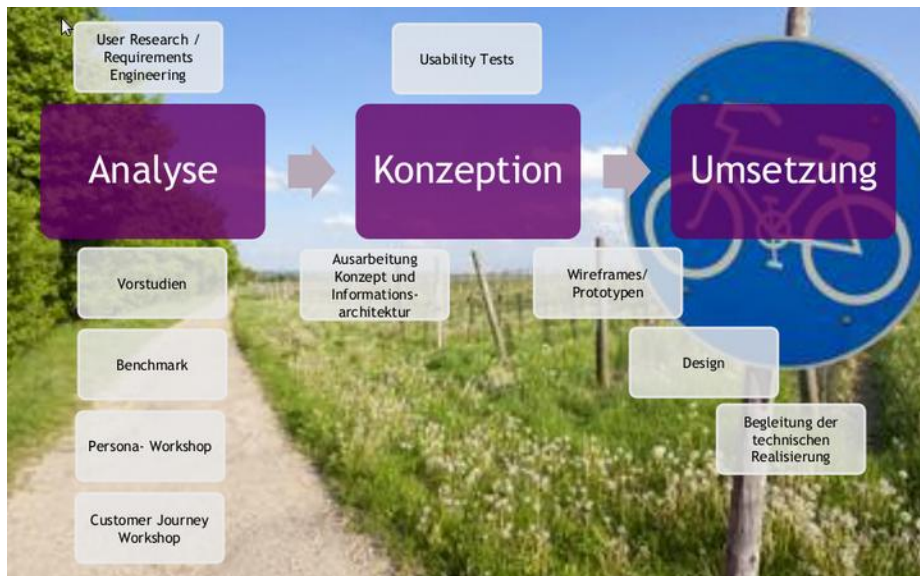 User Research /
Requirements
Engineering
Usability Tests
Analyse
Konzeption
Umsetzung
Vorstudien
Ausarbeitung
Konzept und
Informations-
architektur
Wireframes/
Prototypen
Benchmark
Design
Persona- Workshop
Begleitung der
technischen
Realisierung
Customer Journey
Workshop